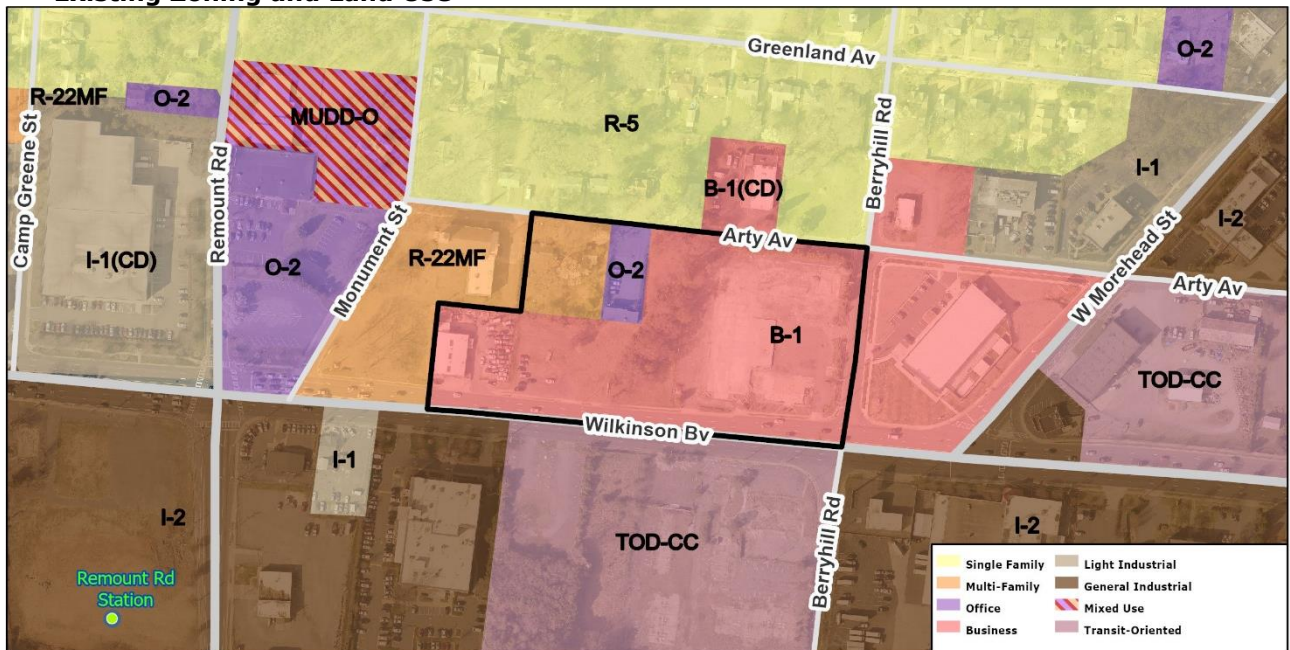 Existing Zoning and Land Use
Greenland Av
O-2
R-22MF
O-2
MUDD-O
R-5
Berryhill Rd
I-1
Camp Greene St
Remount Rd
B-1(CD)
I-2
Monument St
Arty Av
W Morehead St
I-1(CD)
R-22MF
O-2
O-2
Arty Av
B-1
TOD-CC
Wilkinson Bv
I-1
I-2
TOD-CC
Berryhill Rd
I-2
Remount Rd
Station
Single Family
Multi-Family
Office
Business
Light Industrial
General Industrial
Mixed Use
Transit-Oriented